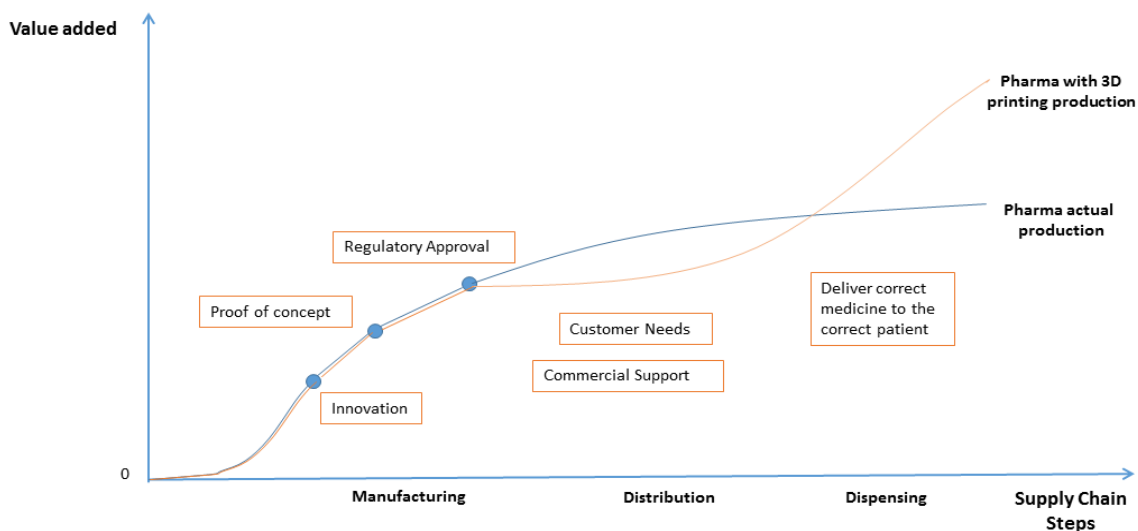 Value added
Pharma with 3D
printing production
Pharma actual
production
Regulatory Approval
Proof of concept
Deliver correct
medicine to the
correct patient
Customer Needs
Commercial Support
Innovation
0
Manufacturing
Distribution
Dispensing
Supply Chain
Steps